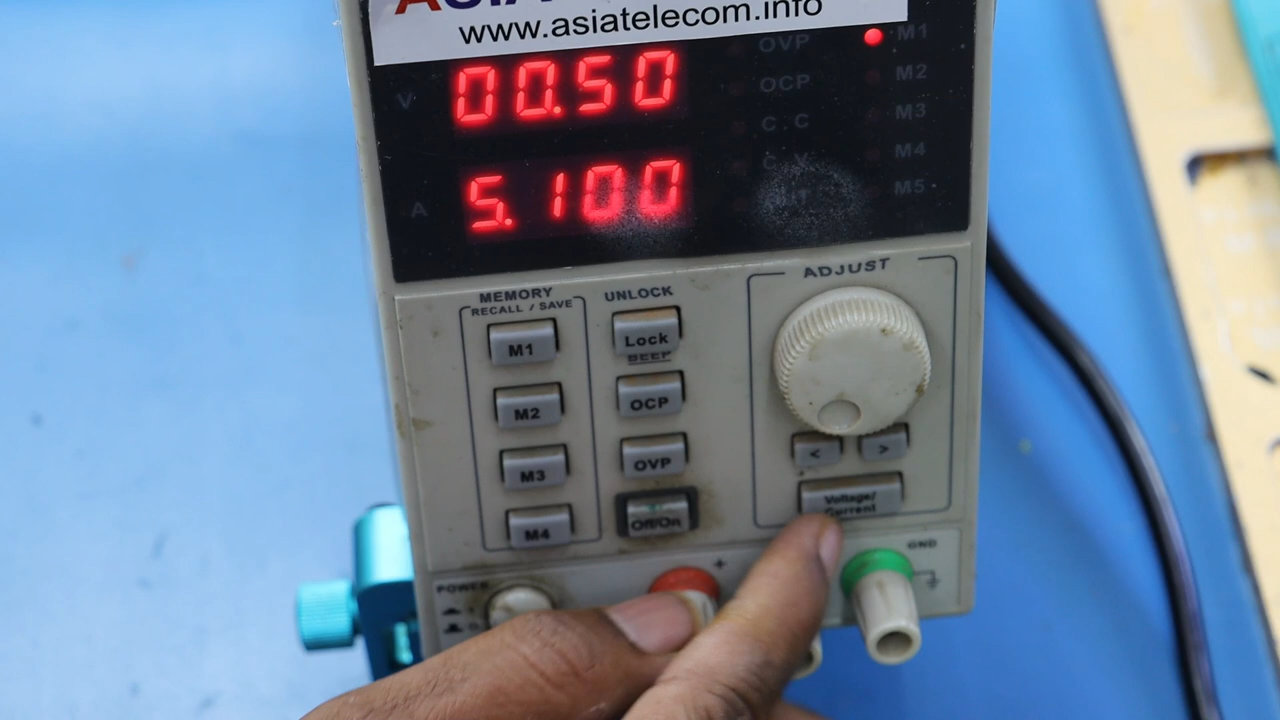 ASIA
www.asiatelecom.info
V 00.50
A 5.100
OVP
OCP
C.C
C.V
M1
M2
M3
M4
M5
MEMORY
RECALL / SAVE
M1
M2
M3
M4
UNLOCK
Lock
BEEP
OCP
OVP
Off/On
ADJUST
< >
Voltage/
Current
POWER
+
GND